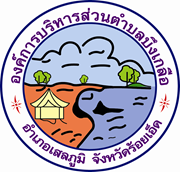 องค์การบริหารส่วนตำบลบึงเกลือ
อำเภอเสลภูมิ จังหวัดร้อยเอ็ด